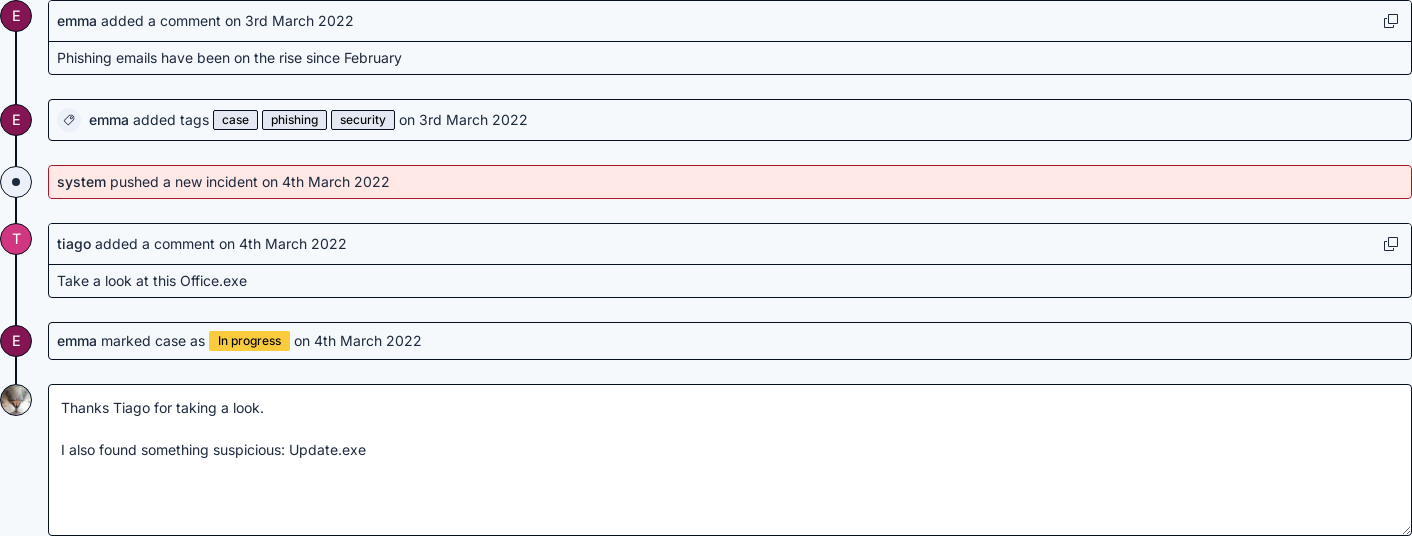 E
emma added a comment on 3rd March 2022
Phishing emails have been on the rise since February
E
emma added tags case phishing security on 3rd March 2022
system pushed a new incident on 4th March 2022
T
tiago added a comment on 4th March 2022
Take a look at this Office.exe
E
emma marked case as In progress on 4th March 2022
Thanks Tiago for taking a look.
I also found something suspicious: Update.exe